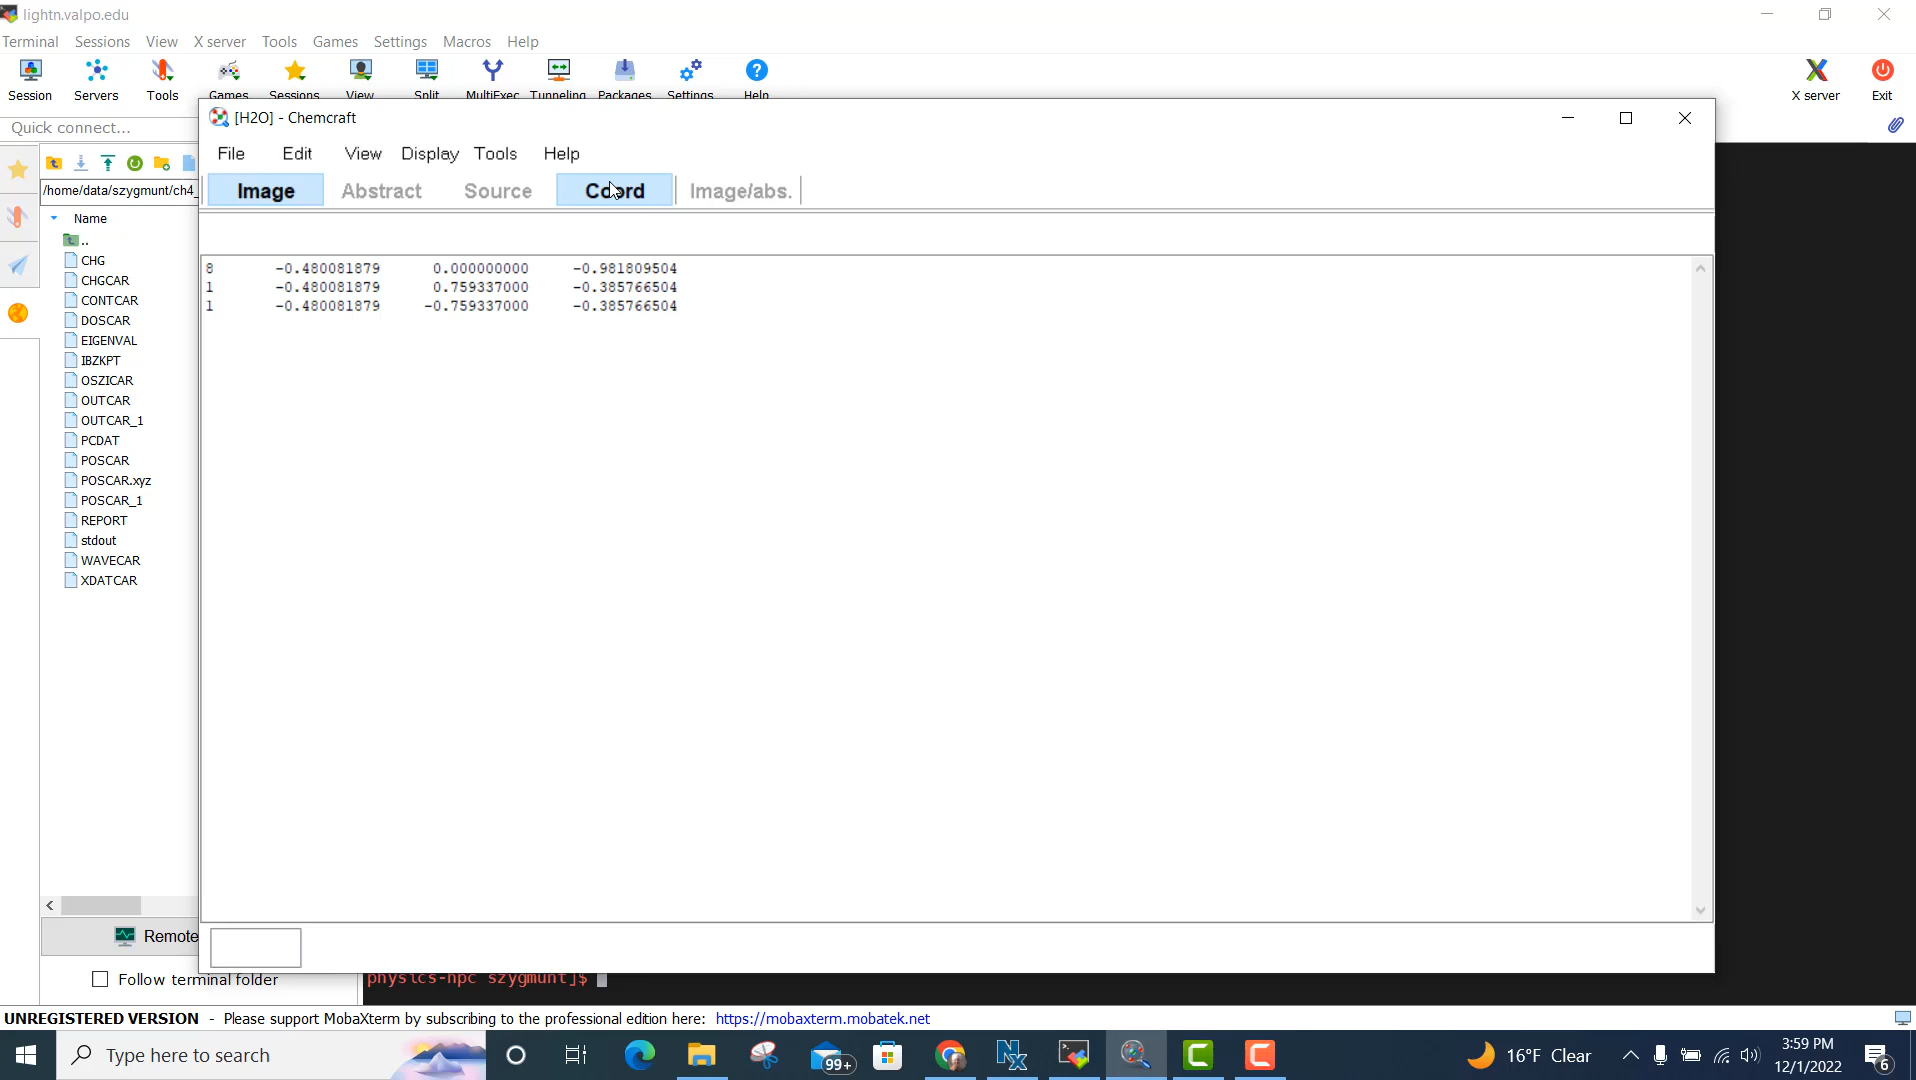 lightn.valpo.edu
Terminal Sessions View X server Tools Games Settings Macros Help
Session Servers Tools Games Sessions View Split MultiExec Tunneling Packages Settings Help X server Exit
Quick connect...
[H2O] - Chemcraft
File Edit View Display Tools Help
Image Abstract Source Coord Image/abs.
/home/data/szygmunt/ch4_
Name
..
CHG
CHGCAR
CONTCAR
DOSCAR
EIGENVAL
IBZKPT
OSZICAR
OUTCAR
OUTCAR_1
PCDAT
POSCAR
POSCAR.xyz
POSCAR_1
REPORT
stdout
WAVECAR
XDATCAR
8 -0.480081879 0.000000000 -0.981809504
1 -0.480081879 0.759337000 -0.385766504
1 -0.480081879 -0.759337000 -0.385766504
Remote
Follow terminal folder
physics-hpc szygmunt]$
UNREGISTERED VERSION - Please support MobaXterm by subscribing to the professional edition here: https://mobaxterm.mobatek.net
Type here to search
99+
16°F Clear
3:59 PM
12/1/2022
6